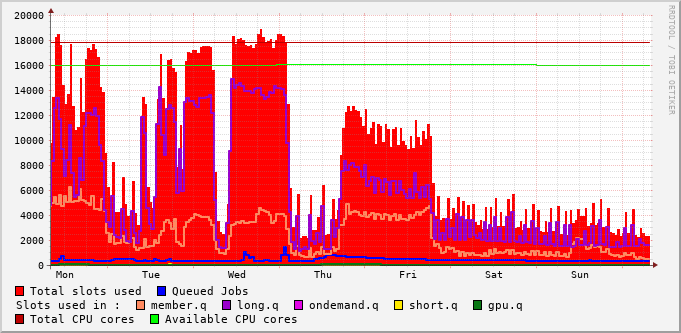 20000
18000
16000
14000
12000
10000
8000
6000
4000
2000
0
Mon Tue Wed Thu Fri Sat Sun
RRDTOOL / TOBI OETIKER
Total slots used Queued Jobs
Slots used in : member.q long.q ondemand.q short.q gpu.q
Total CPU cores Available CPU cores